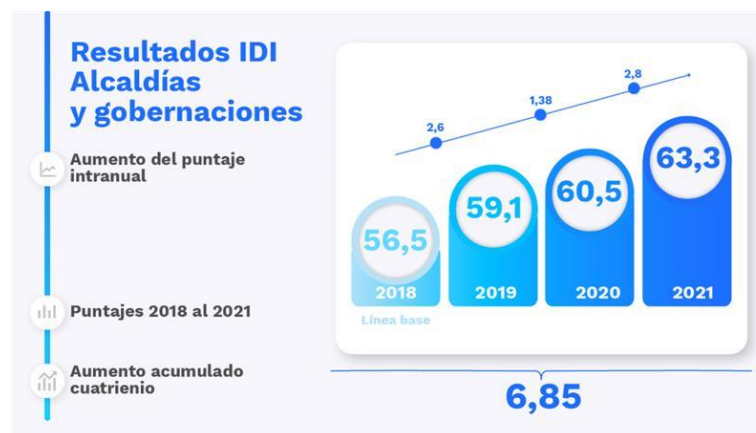 Resultados IDI
Alcaldías
y gobernaciones
Aumento del puntaje
intranual
Puntajes 2018 al 2021
Aumento acumulado
cuatrienio
2,6
1,38
2,8
56,5
59,1
60,5
63,3
2018
2019
2020
2021
Línea base
6,85